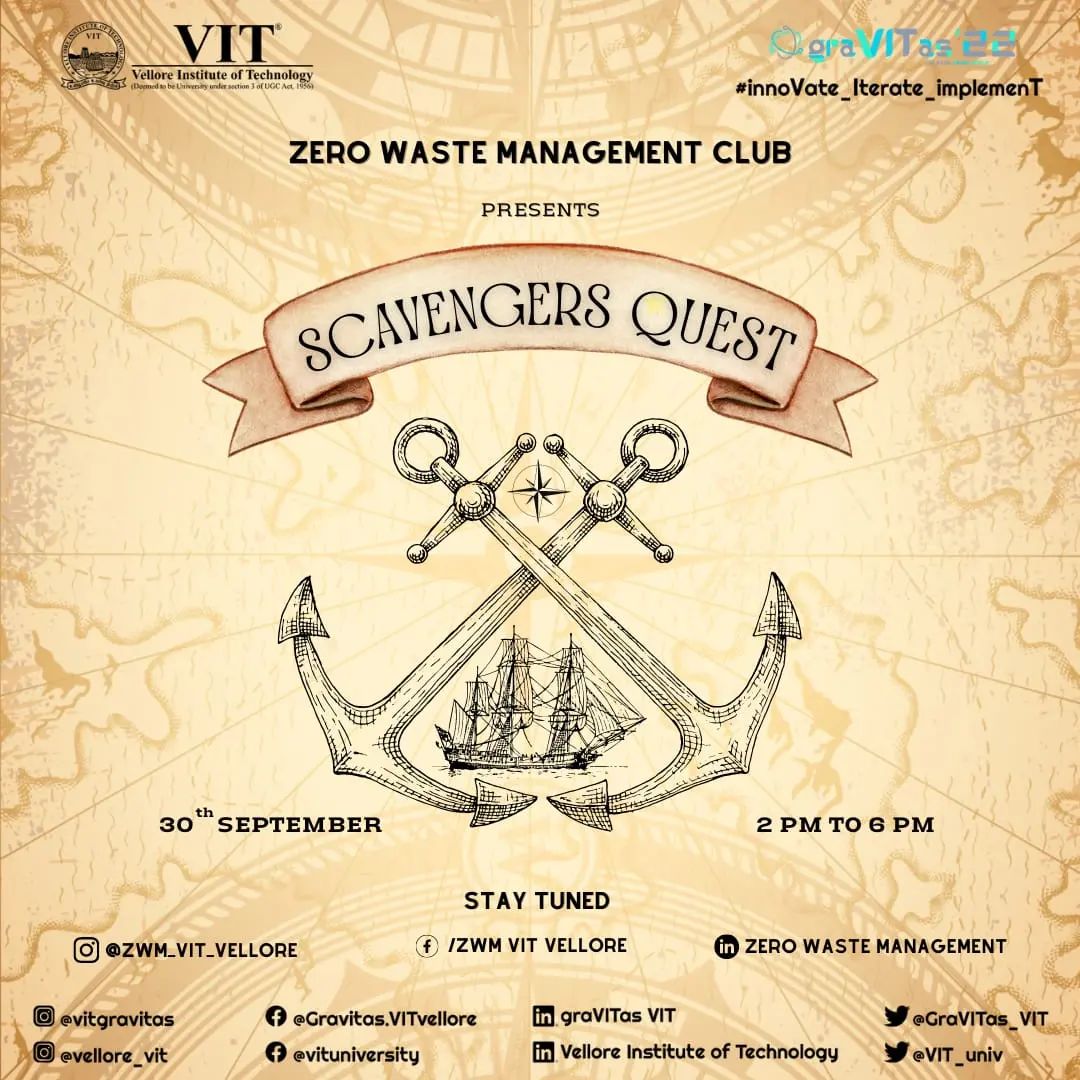 VIT®
Vellore Institute of Technology
(Deemed to be University under section 3 of UGC Act, 1956)
graVITas'22
#innoVate_Iterate_implemenT
ZERO WASTE MANAGEMENT CLUB
PRESENTS
SCAVENGERS QUEST
30th SEPTEMBER
2 PM TO 6 PM
STAY TUNED
@ZWM_VIT_VELLORE
/ZWM VIT VELLORE
ZERO WASTE MANAGEMENT
@vitgravitas
@Gravitas.VITvellore
graVITas VIT
@GraVITas_VIT
@vellore_vit
@vituniversity
Vellore Institute of Technology
@VIT_univ